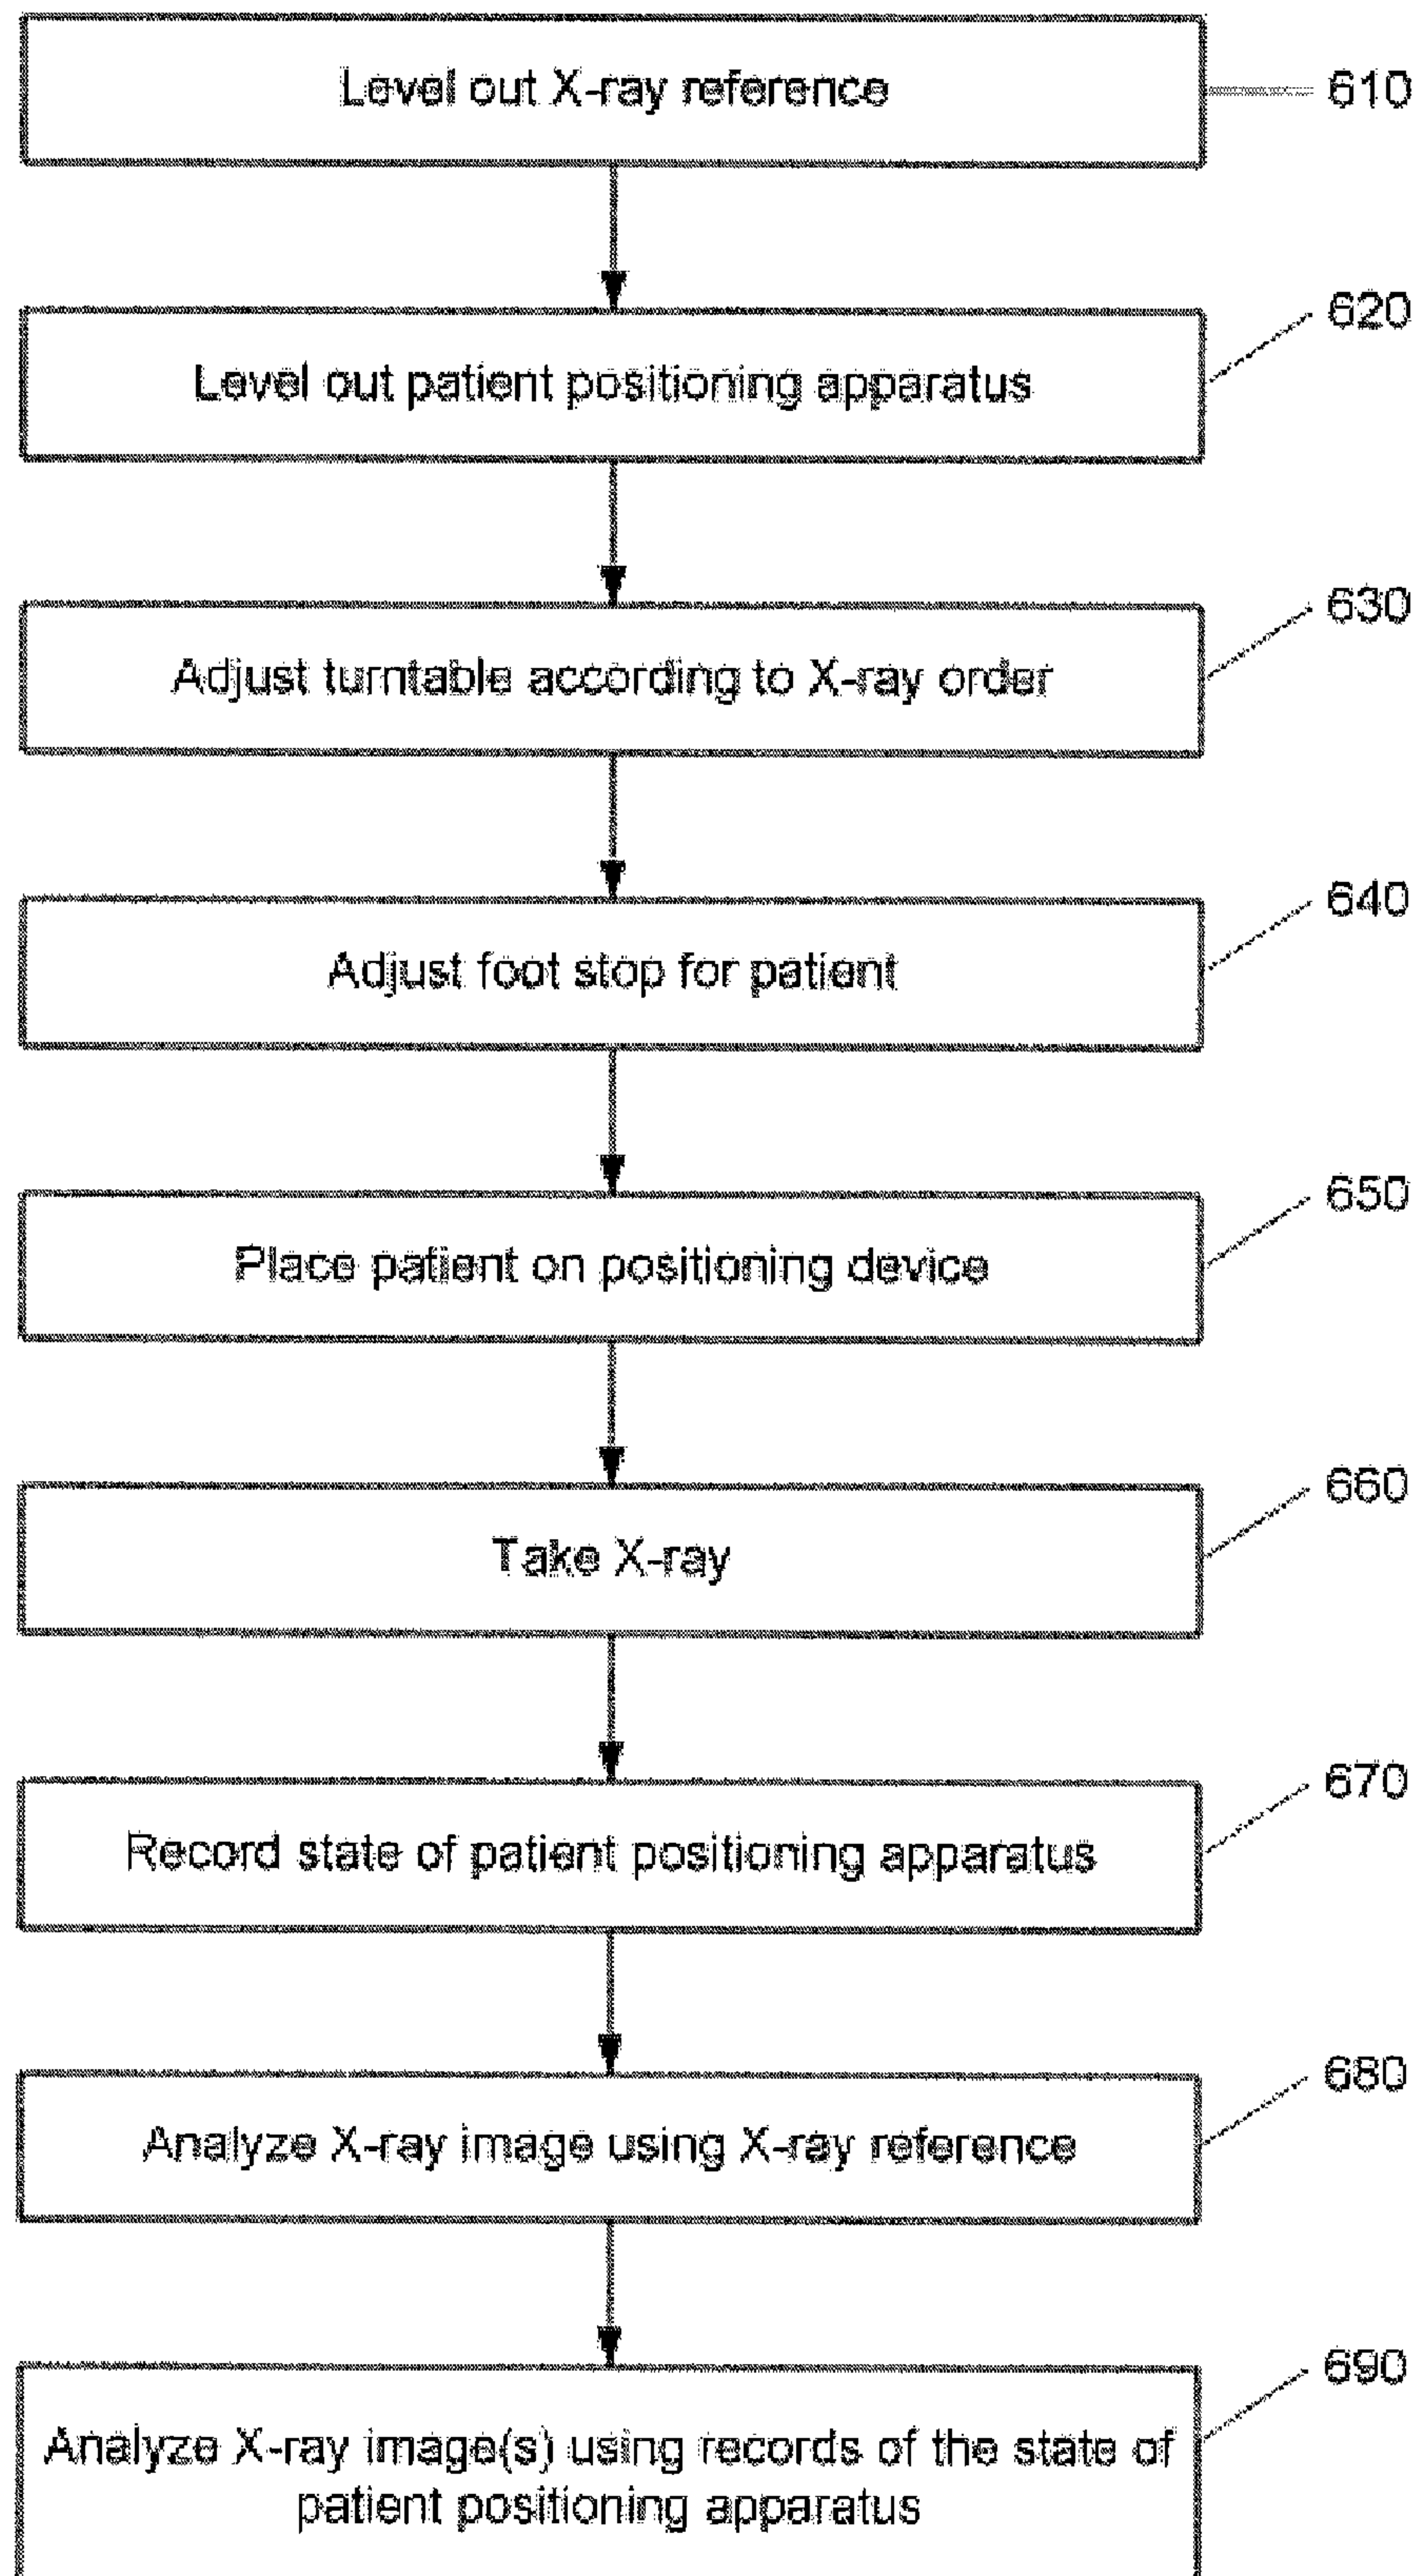 Level out X-ray reference
610
Level out patient positioning apparatus
620
Adjust turntable according to X-ray order
630
Adjust foot stop for patient
640
Place patient on positioning device
650
Take X-ray
660
Record state of patient positioning apparatus
670
Analyze X-ray image using X-ray reference
680
Analyze X-ray image(s) using records of the state of
patient positioning apparatus
690